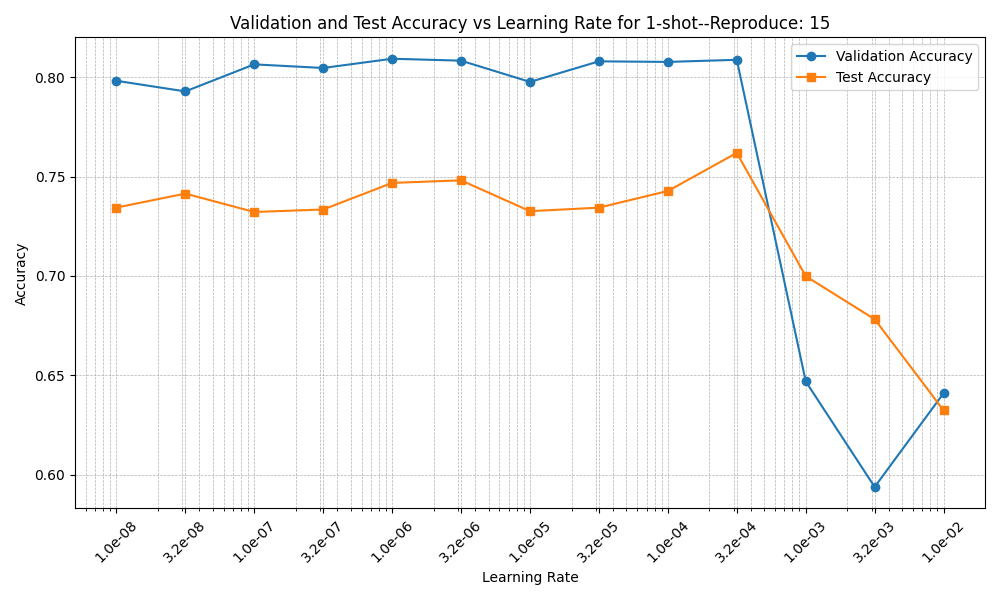 Validation and Test Accuracy vs Learning Rate for 1-shot--Reproduce: 15
Validation Accuracy
Test Accuracy
Accuracy
0.80
0.75
0.70
0.65
0.60
1.0e-08
3.2e-08
1.0e-07
3.2e-07
1.0e-06
3.2e-06
1.0e-05
3.2e-05
1.0e-04
3.2e-04
1.0e-03
3.2e-03
1.0e-02
Learning Rate